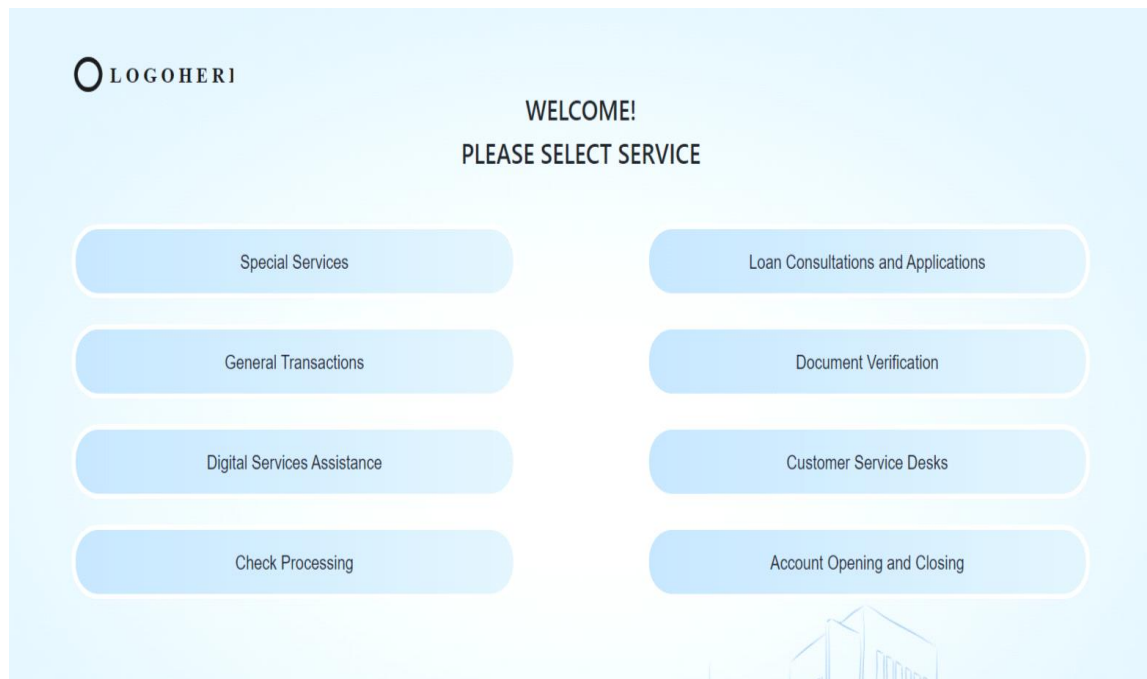 LOGOHER
WELCOME!
PLEASE SELECT SERVICE
Special Services
Loan Consultations and Applications
General Transactions
Document Verification
Digital Services Assistance
Customer Service Desks
Check Processing
Account Opening and Closing